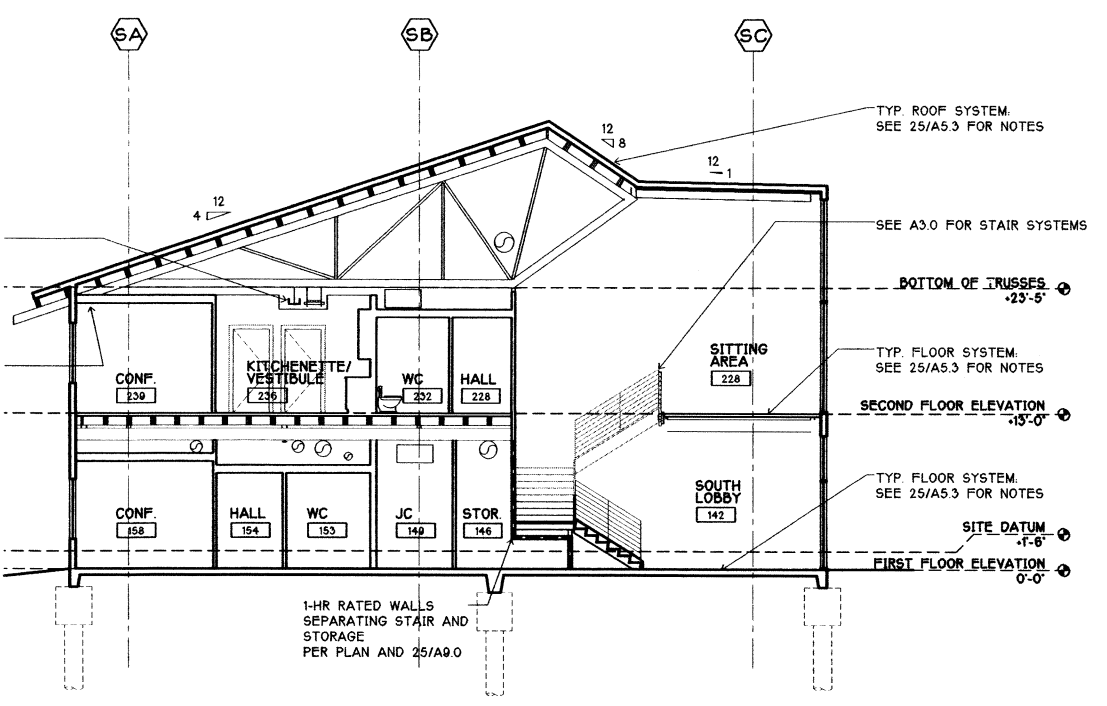 SA
SB
SC
TYP. ROOF SYSTEM:
SEE 25/A5.3 FOR NOTES
12
8
12
1
12
4
SEE A3.0 FOR STAIR SYSTEMS
BOTTOM OF TRUSSES
+23'-5"
SITTING
AREA
228
TYP. FLOOR SYSTEM:
SEE 25/A5.3 FOR NOTES
KITCHENETTE/
VESTIBULE
236
CONF.
239
WC
232
HALL
228
SECOND FLOOR ELEVATION
+13'-0"
TYP. FLOOR SYSTEM:
SEE 25/A5.3 FOR NOTES
SOUTH
LOBBY
142
CONF.
158
HALL
154
WC
153
JC
149
STOR.
146
SITE DATUM
+1'-6"
FIRST FLOOR ELEVATION
0'-0"
1-HR RATED WALLS
SEPARATING STAIR AND
STORAGE
PER PLAN AND 25/A9.0